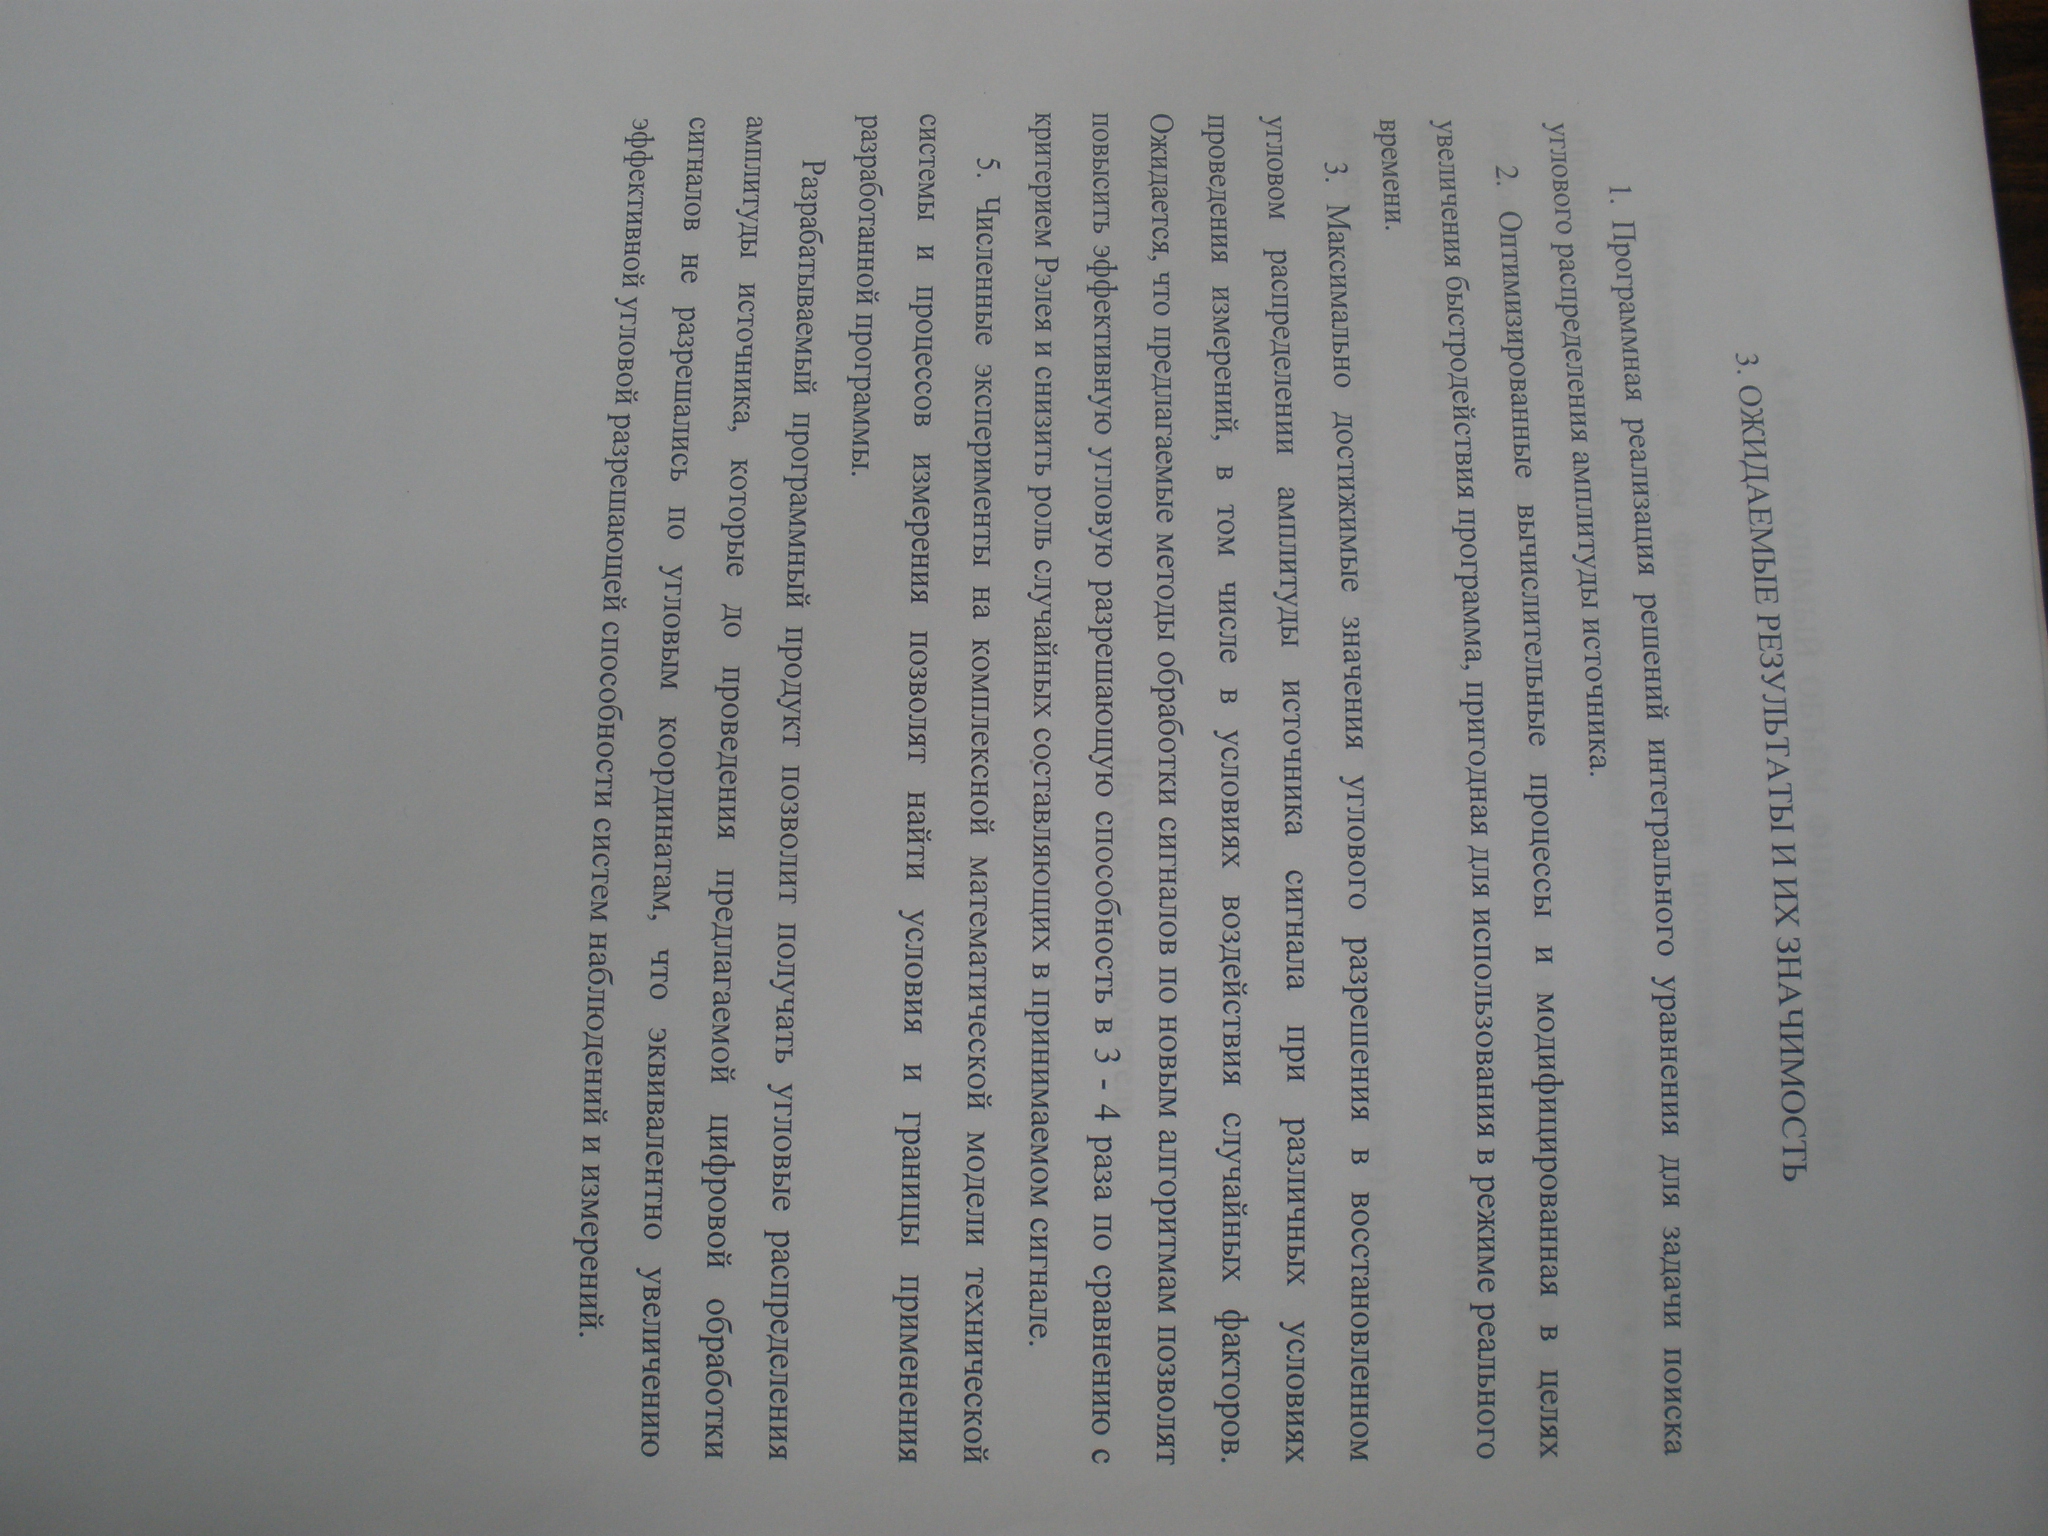 3. ОЖИДАЕМЫЕ РЕЗУЛЬТАТЫ И ИХ ЗНАЧИМОСТЬ
1. Программная реализация решений интегрального уравнения для задачи поиска
углового распределения амплитуды источника.
2. Оптимизированные вычислительные процессы и модифицированная в целях
увеличения быстродействия программа, пригодная для использования в режиме реального
времени.
3. Максимально достижимые значения углового разрешения в восстановленном
угловом распределении амплитуды источника сигнала при различных условиях
проведения измерений, в том числе в условиях воздействия случайных факторов.
Ожидается, что предлагаемые методы обработки сигналов по новым алгоритмам позволят
повысить эффективную угловую разрешающую способность в 3 - 4 раза по сравнению с
критерием Рэлея и снизить роль случайных составляющих в принимаемом сигнале.
5. Численные эксперименты на комплексной математической модели технической
системы и процессов измерения позволят найти условия и границы применения
разработанной программы.
Разрабатываемый программный продукт позволит получать угловые распределения
амплитуды источника, которые до проведения предлагаемой цифровой обработки
сигналов не разрешались по угловым координатам, что эквивалентно увеличению
эффективной угловой разрешающей способности систем наблюдений и измерений.